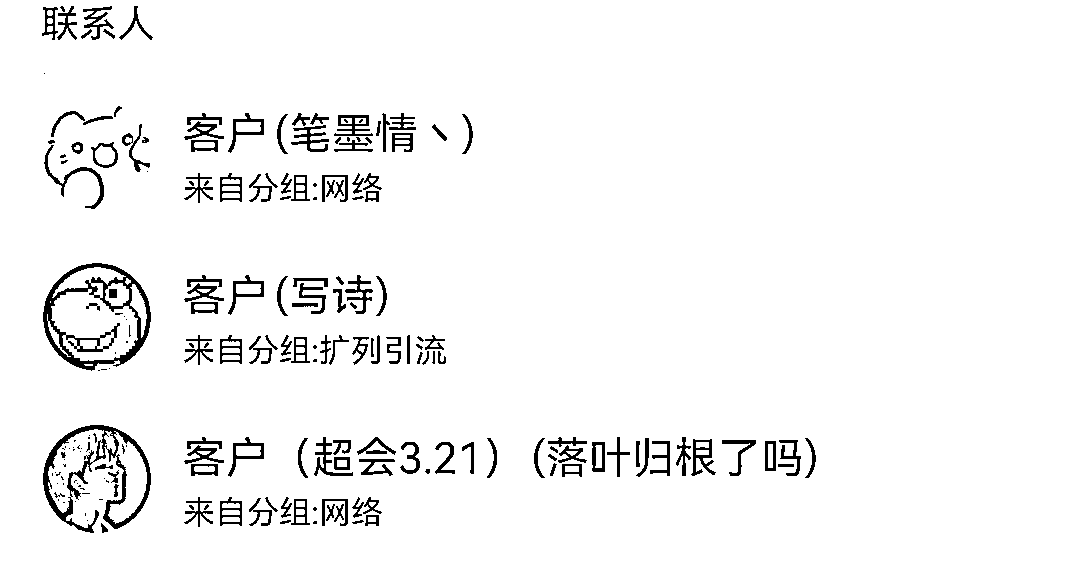 联系人
客户(笔墨情丶)
来自分组:网络
客户(写诗)
来自分组:扩列引流
客户（超会3.21）(落叶归根了吗)
来自分组:网络